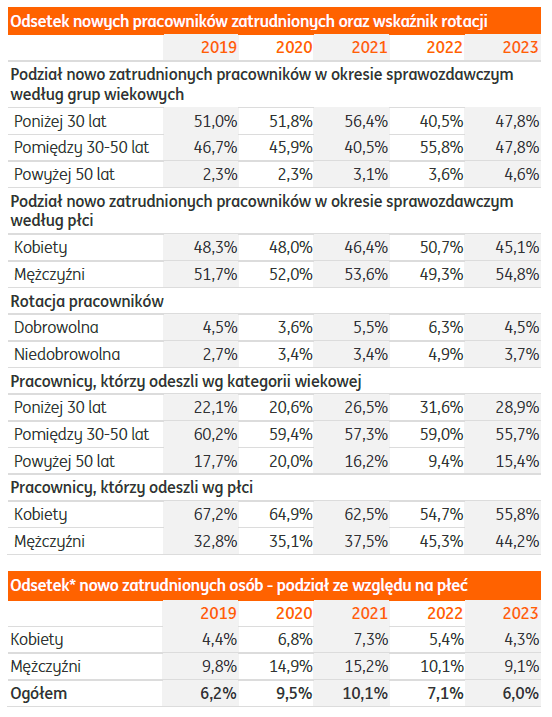 Odsetek nowych pracowników zatrudnionych oraz wskaźnik rotacji
2019 2020 2021 2022 2023
Podział nowo zatrudnionych pracowników w okresie sprawozdawczym
według grup wiekowych
Poniżej 30 lat 51,0% 51,8% 56,4% 40,5% 47,8%
Pomiędzy 30-50 lat 46,7% 45,9% 40,5% 55,8% 47,8%
Powyżej 50 lat 2,3% 2,3% 3,1% 3,6% 4,6%
Podział nowo zatrudnionych pracowników w okresie sprawozdawczym
według płci
Kobiety 48,3% 48,0% 46,4% 50,7% 45,1%
Mężczyźni 51,7% 52,0% 53,6% 49,3% 54,8%
Rotacja pracowników
Dobrowolna 4,5% 3,6% 5,5% 6,3% 4,5%
Niedobrowolna 2,7% 3,4% 3,4% 4,9% 3,7%
Pracownicy, którzy odeszli wg kategorii wiekowej
Poniżej 30 lat 22,1% 20,6% 26,5% 31,6% 28,9%
Pomiędzy 30-50 lat 60,2% 59,4% 57,3% 59,0% 55,7%
Powyżej 50 lat 17,7% 20,0% 16,2% 9,4% 15,4%
Pracownicy, którzy odeszli wg płci
Kobiety 67,2% 64,9% 62,5% 54,7% 55,8%
Mężczyźni 32,8% 35,1% 37,5% 45,3% 44,2%
Odsetek* nowo zatrudnionych osób - podział ze względu na płeć
2019 2020 2021 2022 2023
Kobiety 4,4% 6,8% 7,3% 5,4% 4,3%
Mężczyźni 9,8% 14,9% 15,2% 10,1% 9,1%
Ogółem 6,2% 9,5% 10,1% 7,1% 6,0%